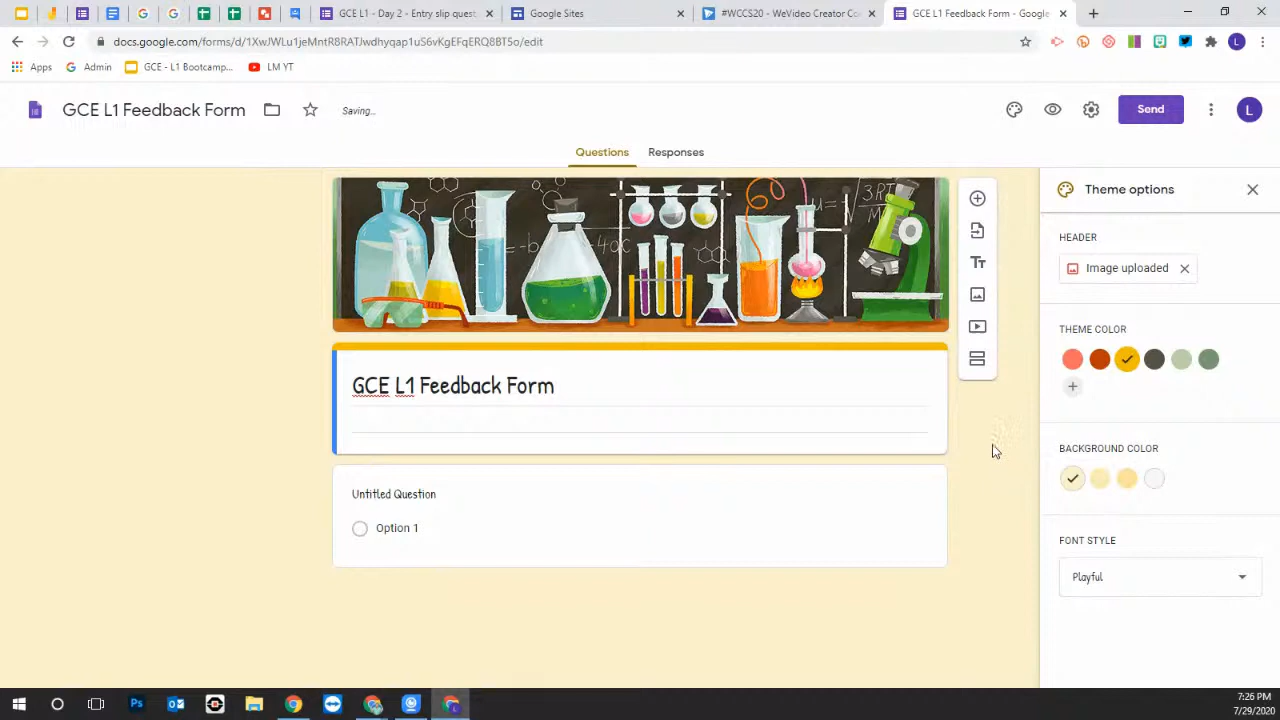 GCE L1 - Day 2 - Entry slip quest
Google Sites
#WCCS20 - WeVideo Creator Co
GCE L1 Feedback Form - Google
docs.google.com/forms/d/1XwJWLu1jeMntR8RATJwdhyqap1uS6vKgEFqERQ8BT5o/edit
Apps
Admin
GCE - L1 Bootcamp...
LM YT
GCE L1 Feedback Form
Saving...
Send
L
Questions
Responses
Theme options
HEADER
Image uploaded
THEME COLOR
GCE L1 Feedback Form
BACKGROUND COLOR
Untitled Question
Option 1
FONT STYLE
Playful
7:26 PM
7/29/2020